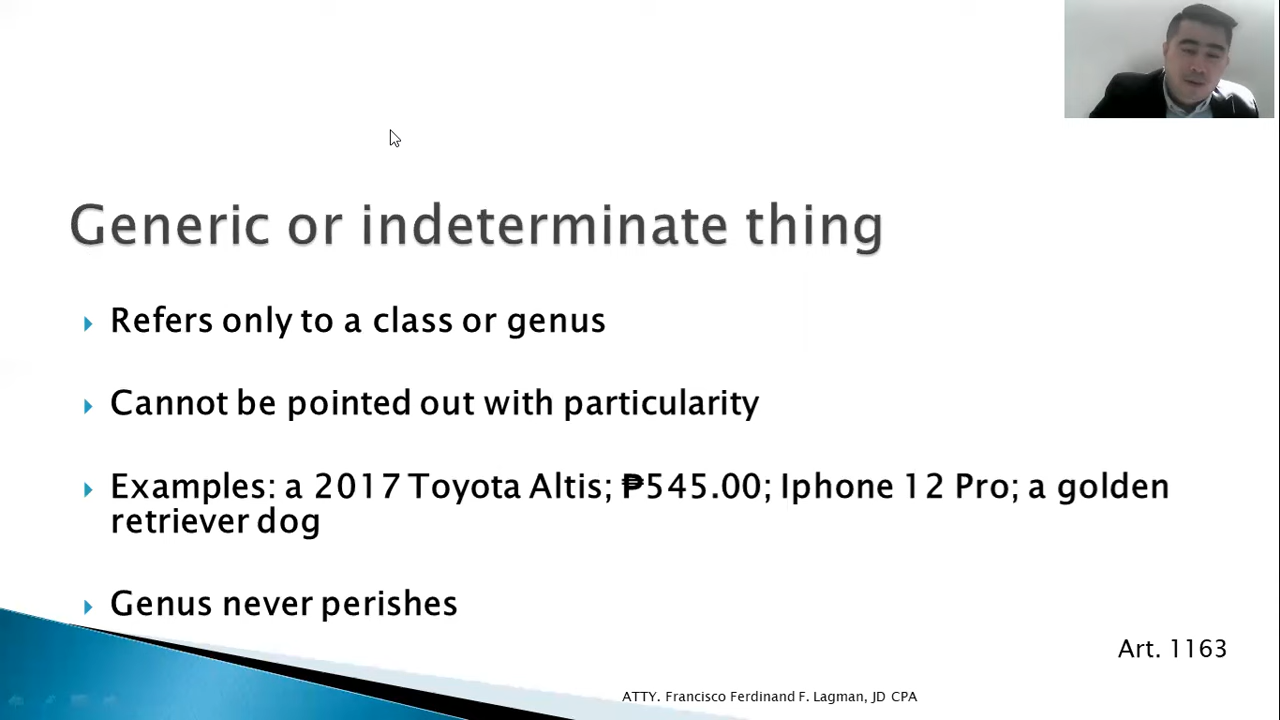 Generic or indeterminate thing
Refers only to a class or genus
Cannot be pointed out with particularity
Examples: a 2017 Toyota Altis; ₱545.00; Iphone 12 Pro; a golden
retriever dog
Genus never perishes
Art. 1163
ATTY. Francisco Ferdinand F. Lagman, JD CPA